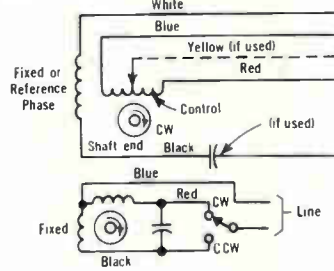 White
Blue
Yellow (if used)
Red
Fixed or
Reference
Phase
Control
CW
(if used)
Shaft end
Black
Blue
Red
CW
Line
Fixed
CCW
Black